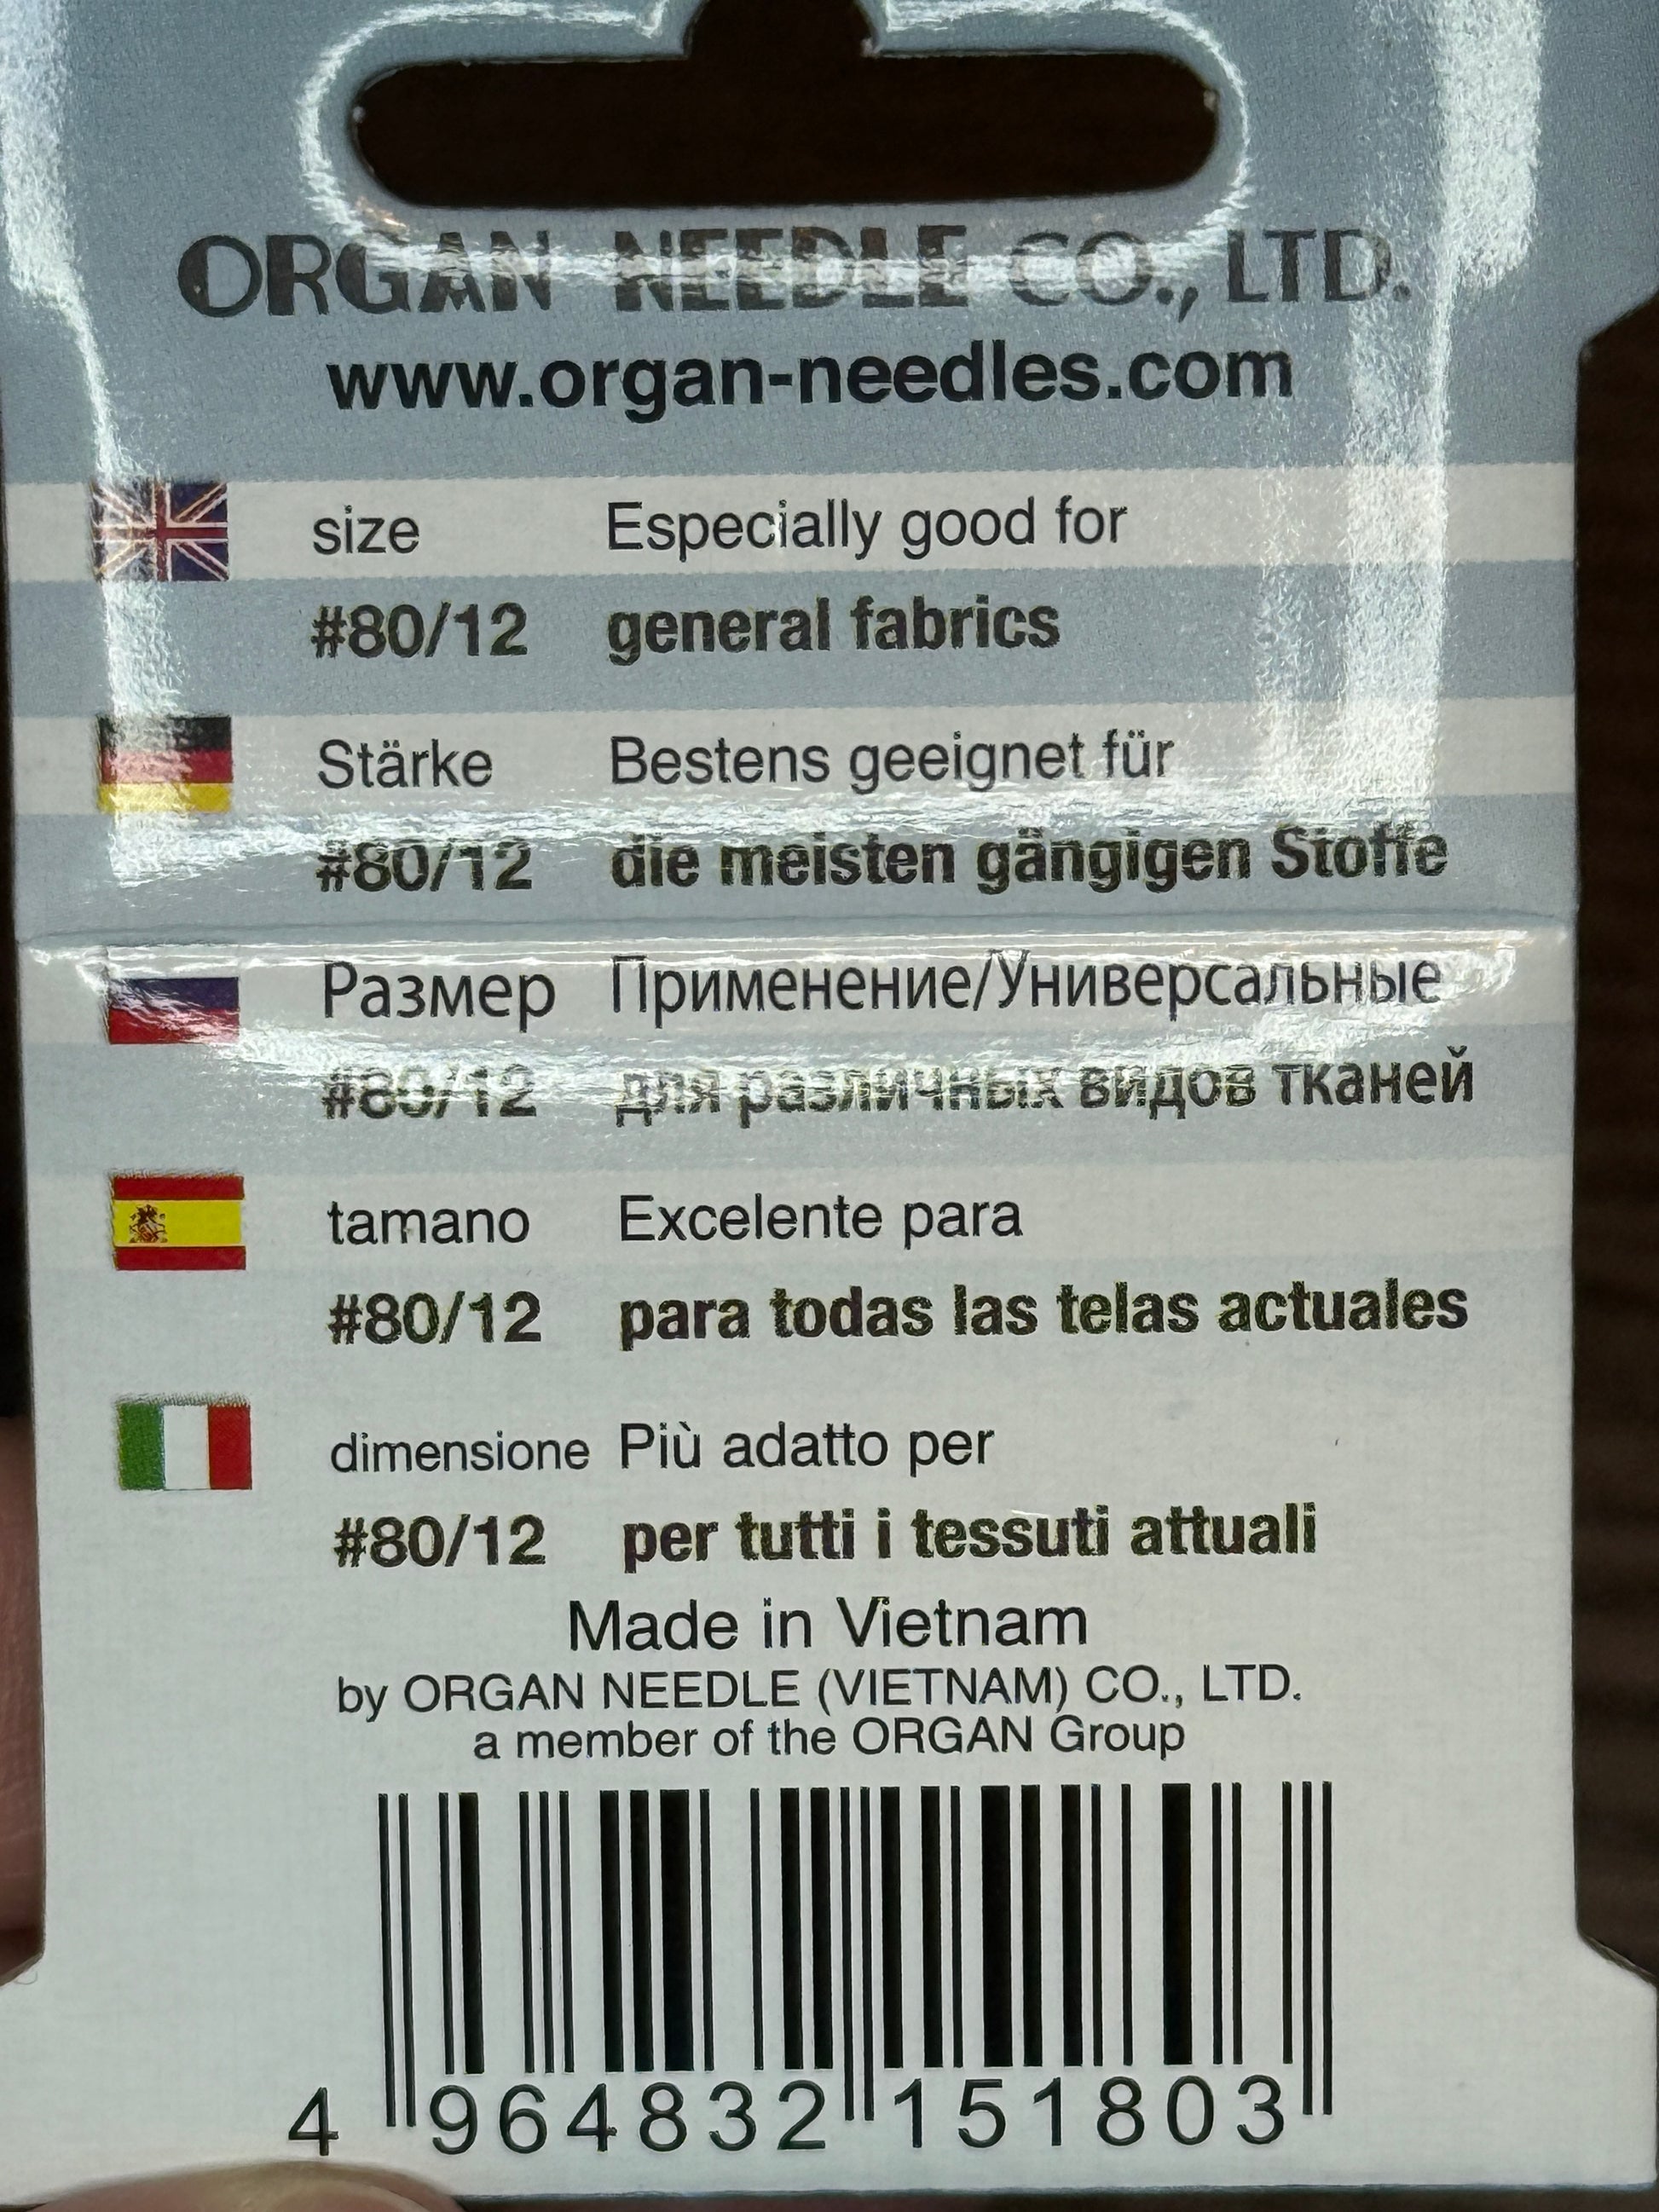 ORGAN NEEDLE CO., LTD.
www.organ-needles.com
size Especially good for
#80/12 general fabrics
Stärke Bestens geeignet für
#80/12 die meisten gängigen Stoffe
Размер Применение/Универсальные
#80/12 для различных видов тканей
tamano Excelente para
#80/12 para todas las telas actuales
dimensione Più adatto per
#80/12 per tutti i tessuti attuali
Made in Vietnam
by ORGAN NEEDLE (VIETNAM) CO., LTD.
a member of the ORGAN Group
4 964832 151803